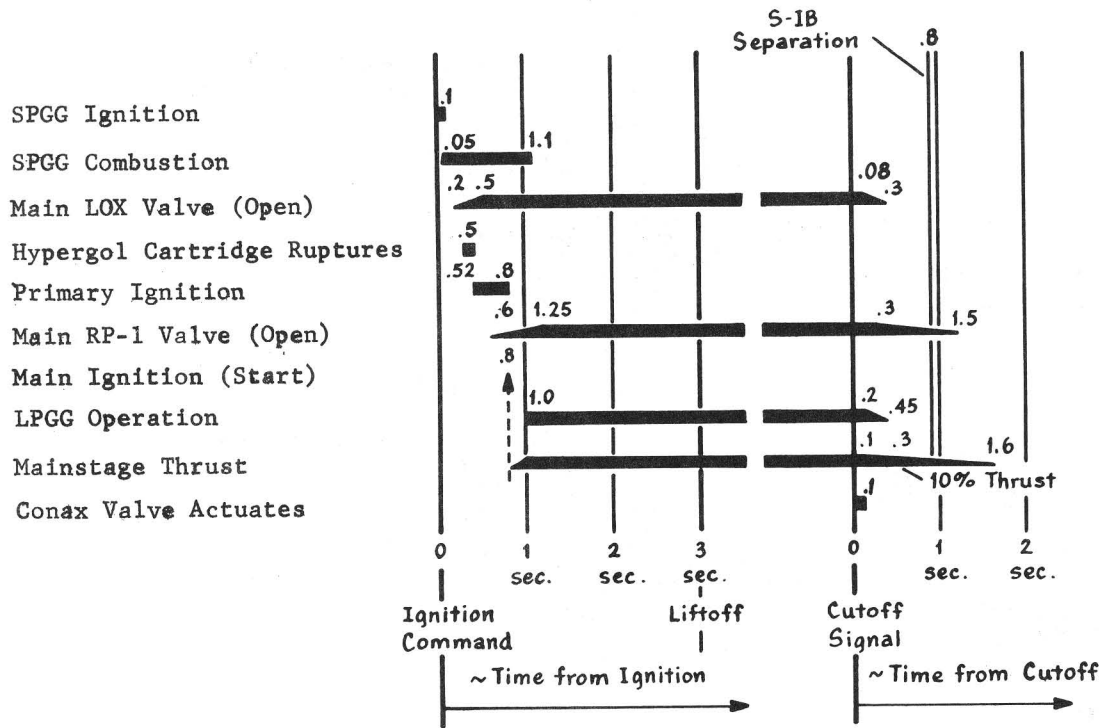 S-IB
Separation
.8
SPGG Ignition
.1
SPGG Combustion
.05 1.1
Main LOX Valve (Open)
.2 .5 .08 .3
Hypergol Cartridge Ruptures
.5
Primary Ignition
.52 .8
Main RP-1 Valve (Open)
.6 1.25 .3 1.5
Main Ignition (Start)
.8
LPGG Operation
1.0 .2 .45
Mainstage Thrust
.1 .3 1.6
10% Thrust
Conax Valve Actuates
.1
0 1 2 3 0 1 2
sec. sec. sec. sec. sec.
Ignition
Command
Liftoff
Cutoff
Signal
~Time from Ignition
~Time from Cutoff